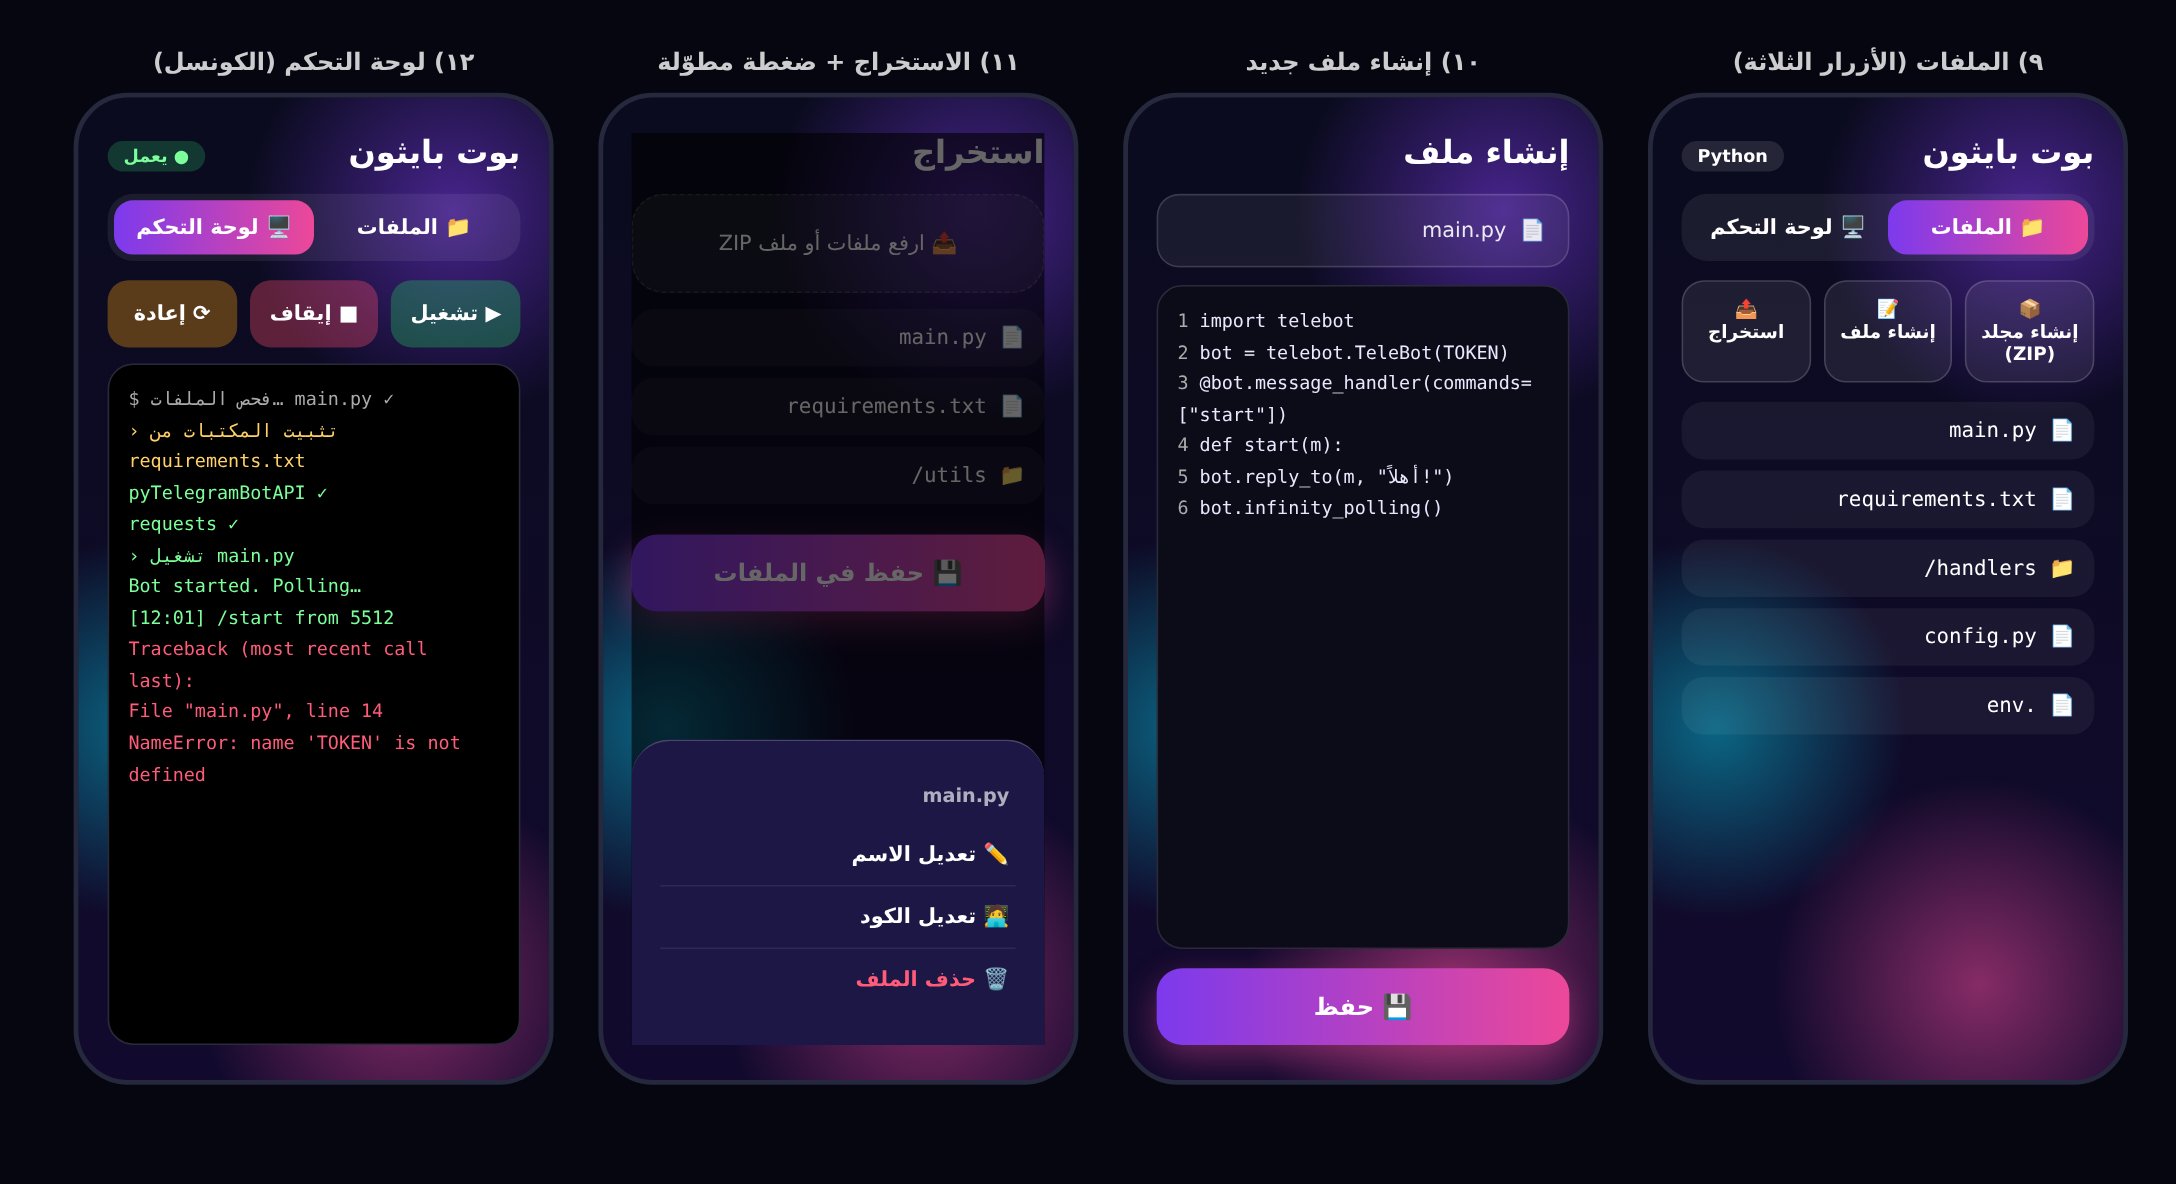 ٩) الملفات (الأزرار الثلاثة)
بوت بايثون
Python
📁 الملفات
🖥️ لوحة التحكم
📦
إنشاء مجلد
(ZIP)
📝
إنشاء ملف
📤
استخراج
📄 main.py
📄 requirements.txt
📁 /handlers
📄 config.py
📄 env.
١٠) إنشاء ملف جديد
إنشاء ملف
📄 main.py
1 import telebot
2 bot = telebot.TeleBot(TOKEN)
3 @bot.message_handler(commands=
["start"])
4 def start(m):
5 bot.reply_to(m, "أهلاً!")
6 bot.infinity_polling()
💾 حفظ
١١) الاستخراج + ضغطة مطوّلة
استخراج
📤 ارفع ملفات أو ملف ZIP
📄 main.py
📄 requirements.txt
📁 /utils
💾 حفظ في الملفات
main.py
✏️ تعديل الاسم
🧑‍💻 تعديل الكود
🗑️ حذف الملف
١٢) لوحة التحكم (الكونسل)
بوت بايثون
● يعمل
📁 الملفات
🖥️ لوحة التحكم
▶ تشغيل
■ إيقاف
⟳ إعادة
$ فحص الملفات… main.py ✓
› تثبيت المكتبات من
requirements.txt
pyTelegramBotAPI ✓
requests ✓
› تشغيل main.py
Bot started. Polling…
[12:01] /start from 5512
Traceback (most recent call
last):
File "main.py", line 14
NameError: name 'TOKEN' is not
defined